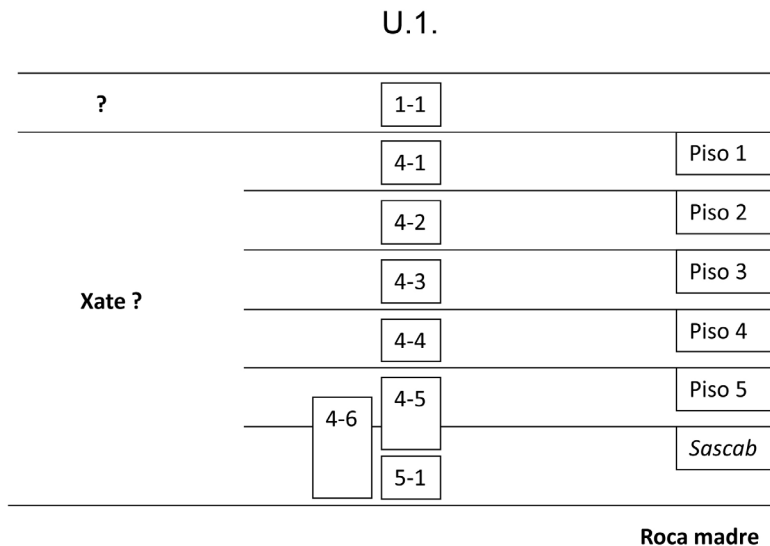 U.1.
? 1-1
4-1 Piso 1
4-2 Piso 2
4-3 Piso 3
Xate ?
4-4 Piso 4
4-5 Piso 5
4-6
Sascab
5-1
Roca madre